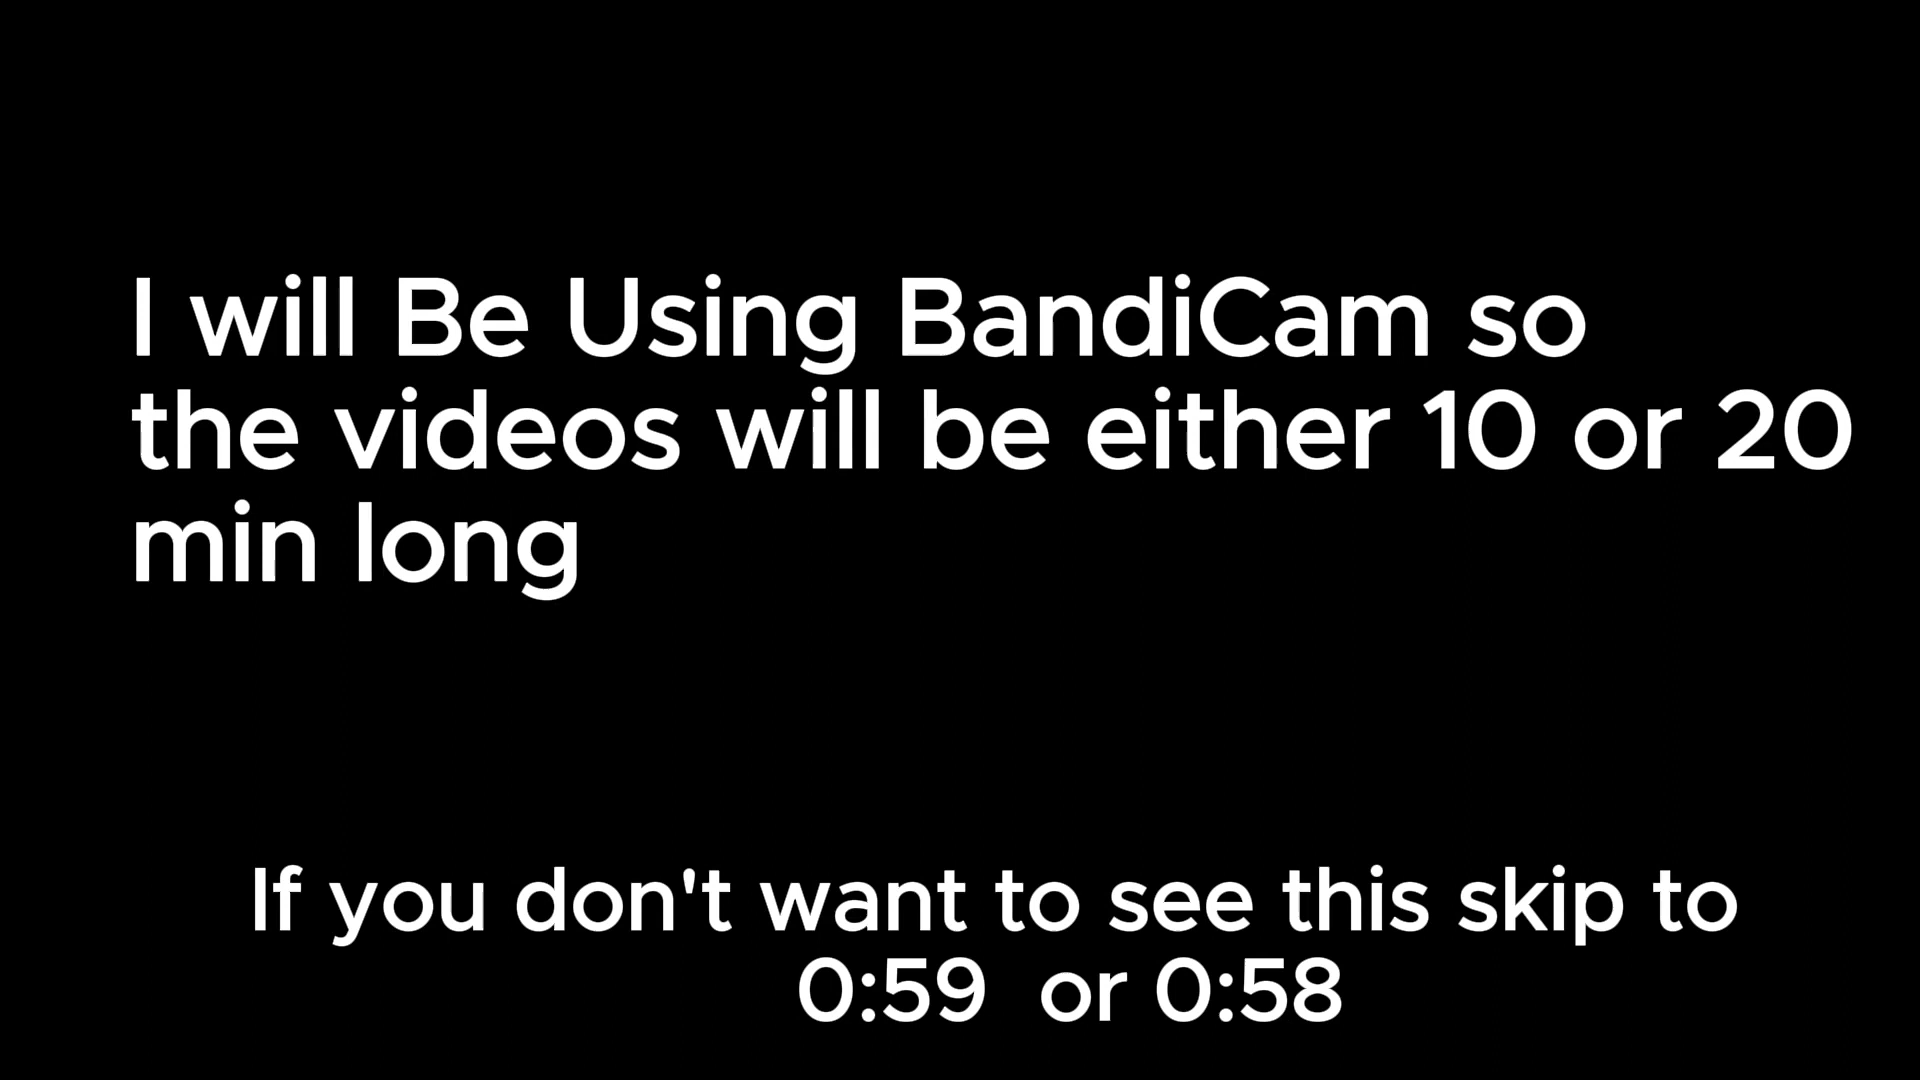 I will Be Using BandiCam so
the videos will be either 10 or 20
min long
If you don't want to see this skip to
0:59  or 0:58